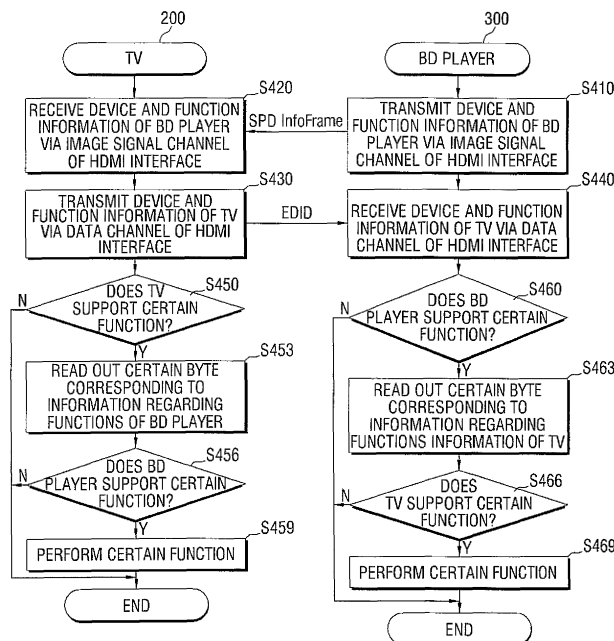 200
TV
S420
RECEIVE DEVICE AND FUNCTION
INFORMATION OF BD PLAYER
VIA IMAGE SIGNAL CHANNEL
OF HDMI INTERFACE
S430
TRANSMIT DEVICE AND
FUNCTION INFORMATION OF TV
VIA DATA CHANNEL OF HDMI
INTERFACE
S450
DOES TV
SUPPORT CERTAIN
FUNCTION?
N
Y
S453
READ OUT CERTAIN BYTE
CORRESPONDING TO
INFORMATION REGARDING
FUNCTIONS OF BD PLAYER
S456
DOES BD
PLAYER SUPPORT CERTAIN
FUNCTION?
N
Y
S459
PERFORM CERTAIN FUNCTION
END
SPD InfoFrame
EDID
300
BD PLAYER
S410
TRANSMIT DEVICE AND
FUNCTION INFORMATION OF BD
PLAYER VIA IMAGE SIGNAL
CHANNEL OF HDMI INTERFACE
S440
RECEIVE DEVICE AND FUNCTION
INFORMATION OF TV VIA DATA
CHANNEL OF HDMI INTERFACE
S460
DOES BD
PLAYER SUPPORT CERTAIN
FUNCTION?
N
Y
S463
READ OUT CERTAIN BYTE
CORRESPONDING TO
INFORMATION REGARDING
FUNCTIONS INFORMATION OF TV
S466
DOES
TV SUPPORT CERTAIN
FUNCTION?
N
Y
S469
PERFORM CERTAIN FUNCTION
END